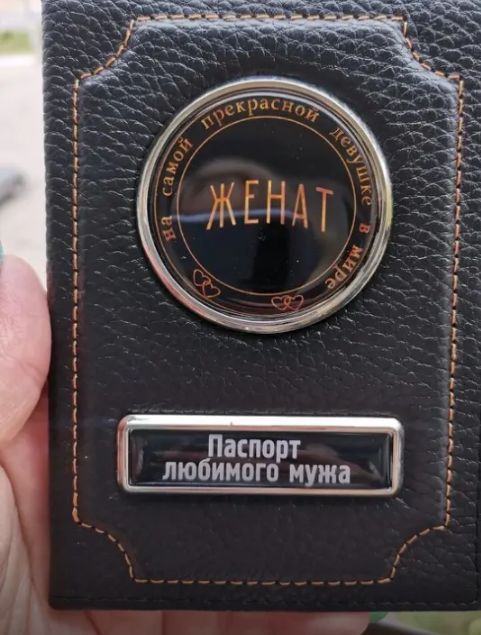 на самой прекрасной девушке в мире
ЖЕНАТ
Паспорт
любимого мужа